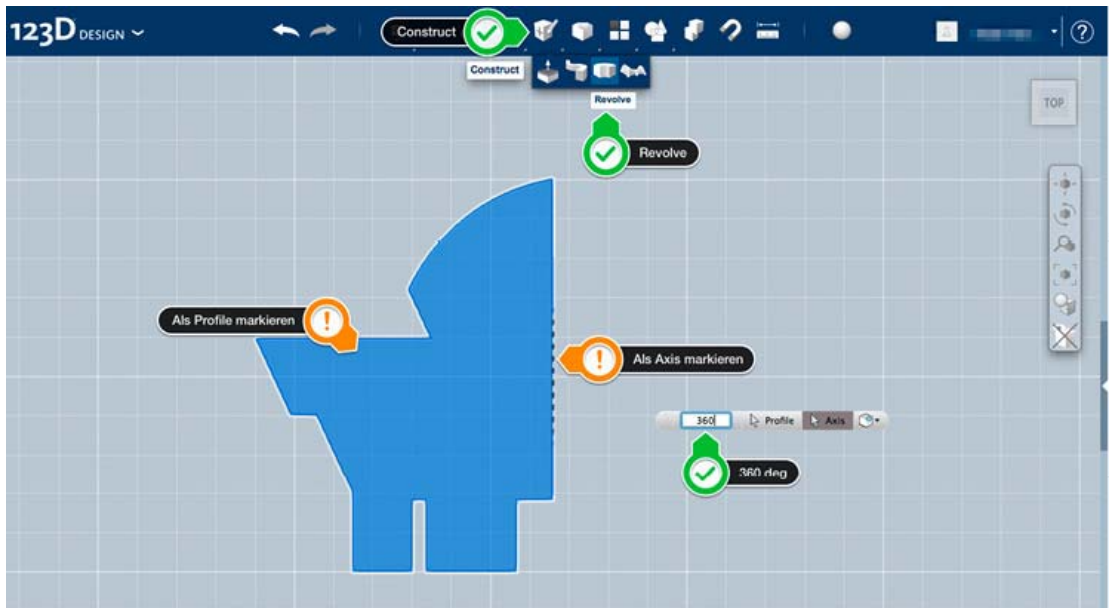 123D DESIGN
Construct
?
Construct
Revolve
TOP
Revolve
Als Profile markieren
!
!
Als Axis markieren
360
Profile
Axis
360 deg